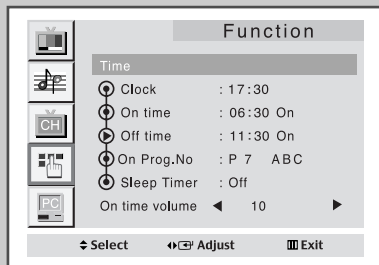 Function
Time
Clock : 17:30
On time : 06:30 On
Off time : 11:30 On
On Prog.No : P 7 ABC
CH
Sleep Timer : Off
PC
On time volume 10
Select Adjust Exit